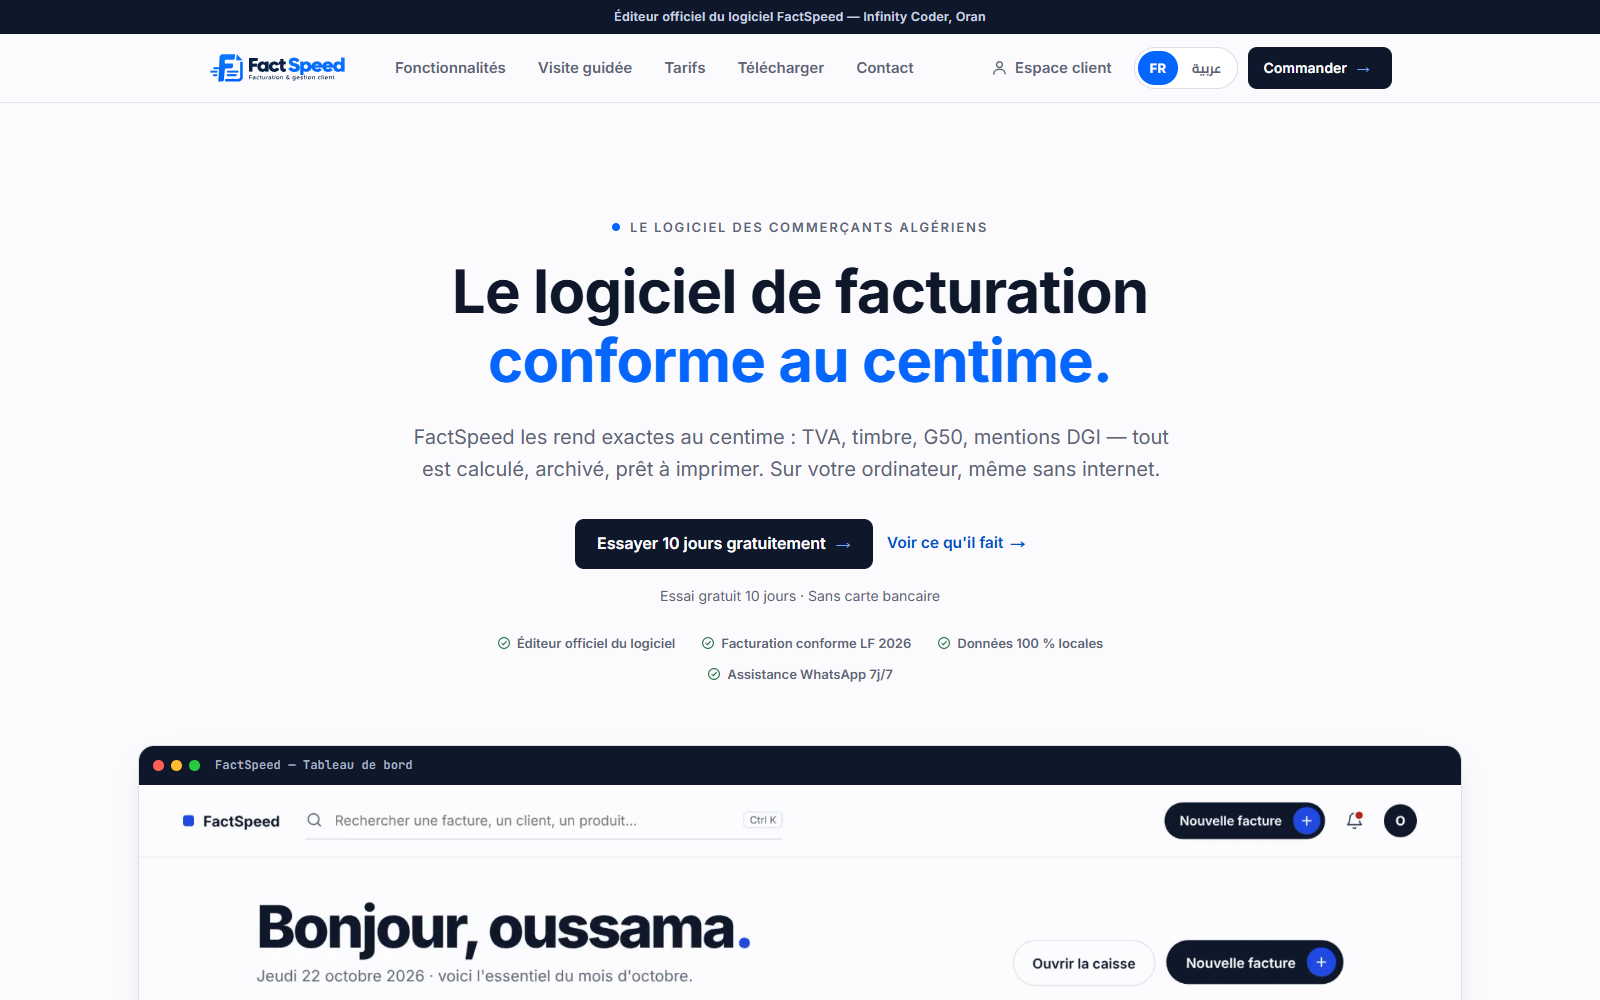 Éditeur officiel du logiciel FactSpeed — Infinity Coder, Oran
Fact Speed
Facturation & gestion client
Fonctionnalités
Visite guidée
Tarifs
Télécharger
Contact
Espace client
FR
عربية
Commander →
LE LOGICIEL DES COMMERÇANTS ALGÉRIENS
Le logiciel de facturation
conforme au centime.
FactSpeed les rend exactes au centime : TVA, timbre, G50, mentions DGI — tout
est calculé, archivé, prêt à imprimer. Sur votre ordinateur, même sans internet.
Essayer 10 jours gratuitement →
Voir ce qu'il fait →
Essai gratuit 10 jours · Sans carte bancaire
Éditeur officiel du logiciel
Facturation conforme LF 2026
Données 100 % locales
Assistance WhatsApp 7j/7
FactSpeed — Tableau de bord
FactSpeed
Rechercher une facture, un client, un produit...
Ctrl K
Nouvelle facture +
O
Bonjour, oussama.
Jeudi 22 octobre 2026 · voici l'essentiel du mois d'octobre.
Ouvrir la caisse
Nouvelle facture +